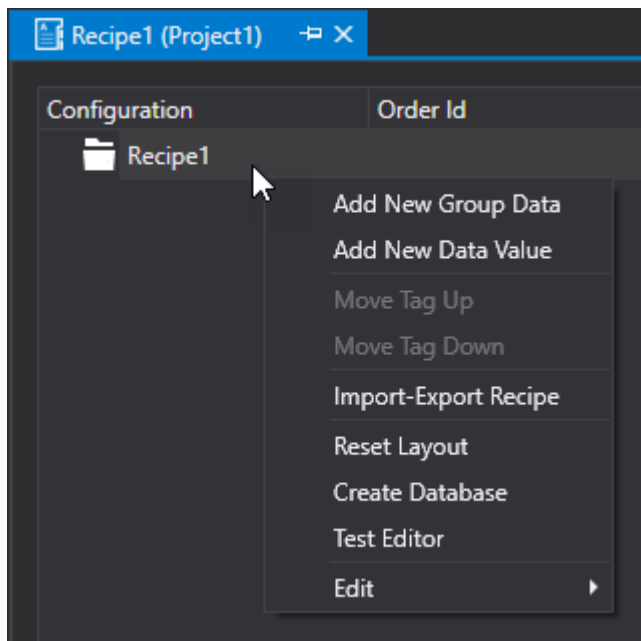 Recipe1 (Project1)
Configuration Order Id
Recipe1
Add New Group Data
Add New Data Value
Move Tag Up
Move Tag Down
Import-Export Recipe
Reset Layout
Create Database
Test Editor
Edit